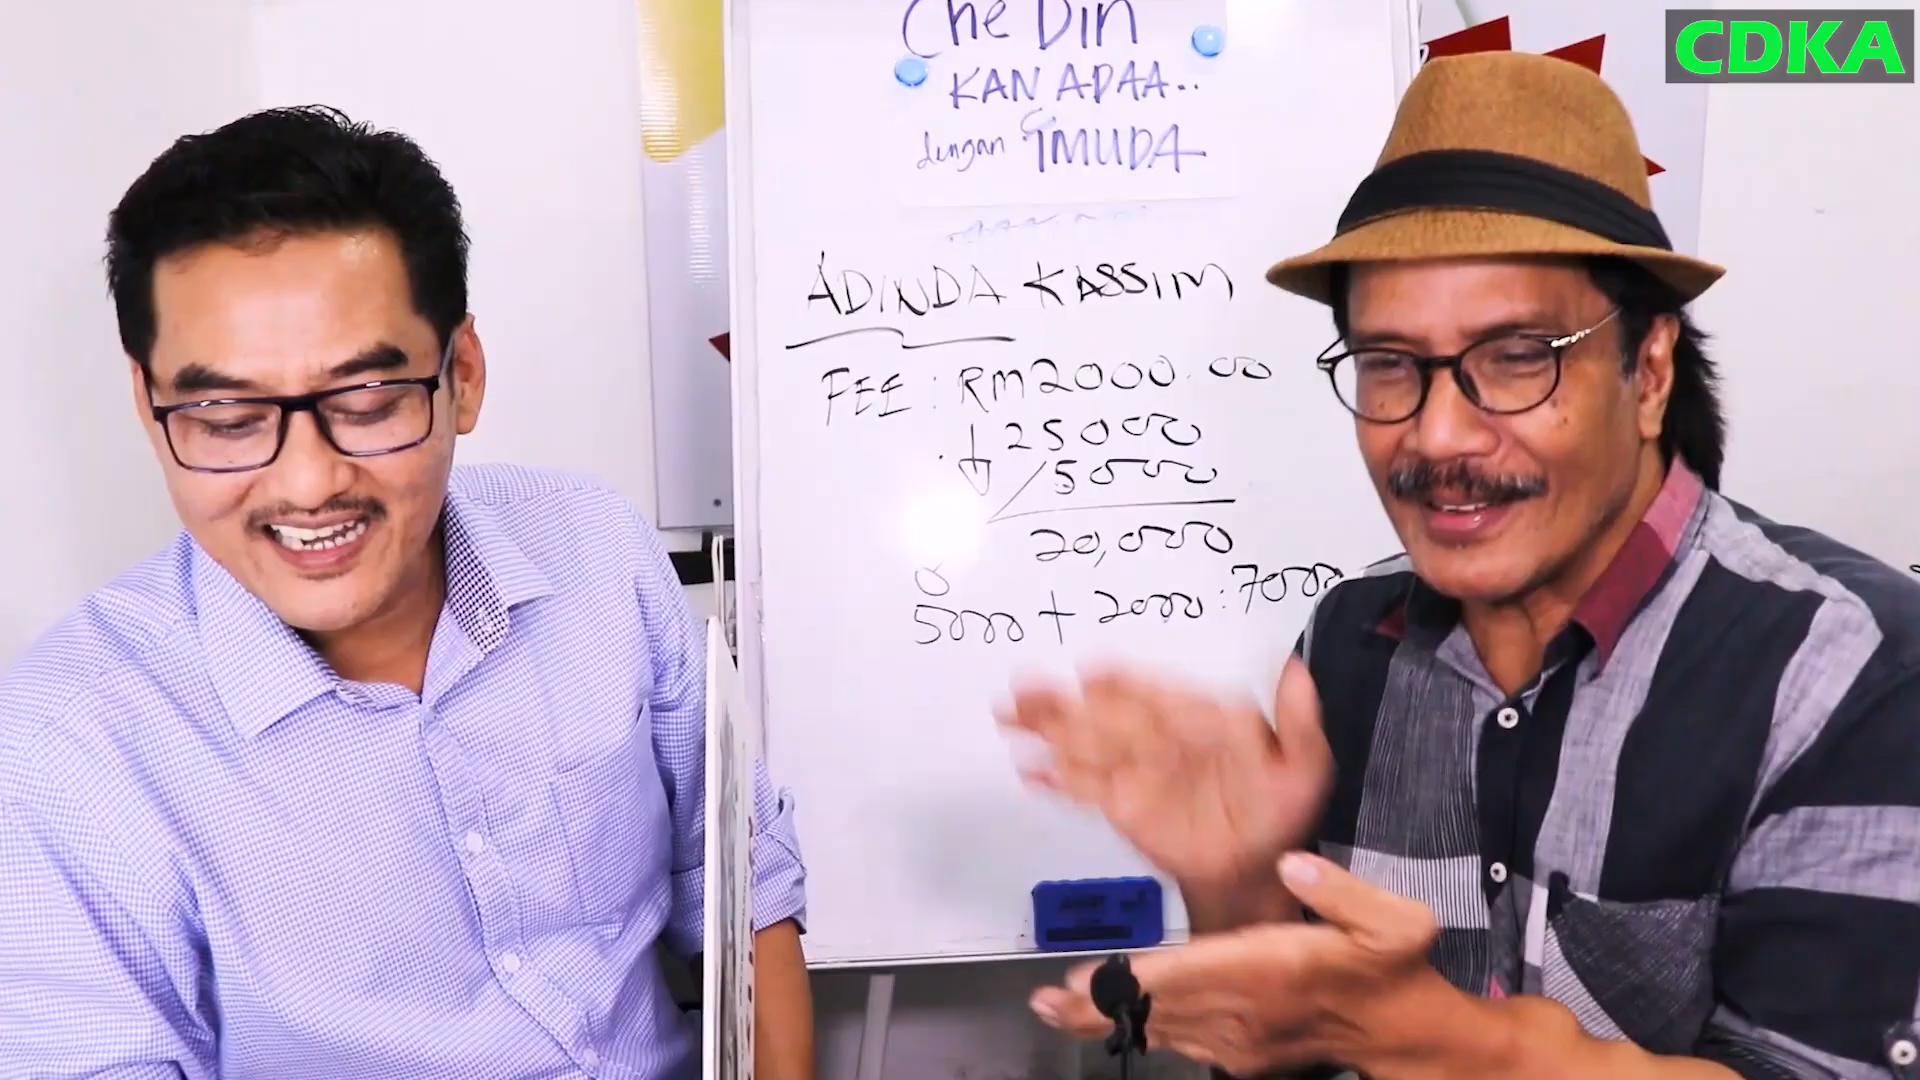 CDKA
Che Din
KAN ADAA..
dengan IMUDA
ADINDA KASSIM
FEE : RM2000.00
25000
5000
20,000
5000 + 2000 : 7000